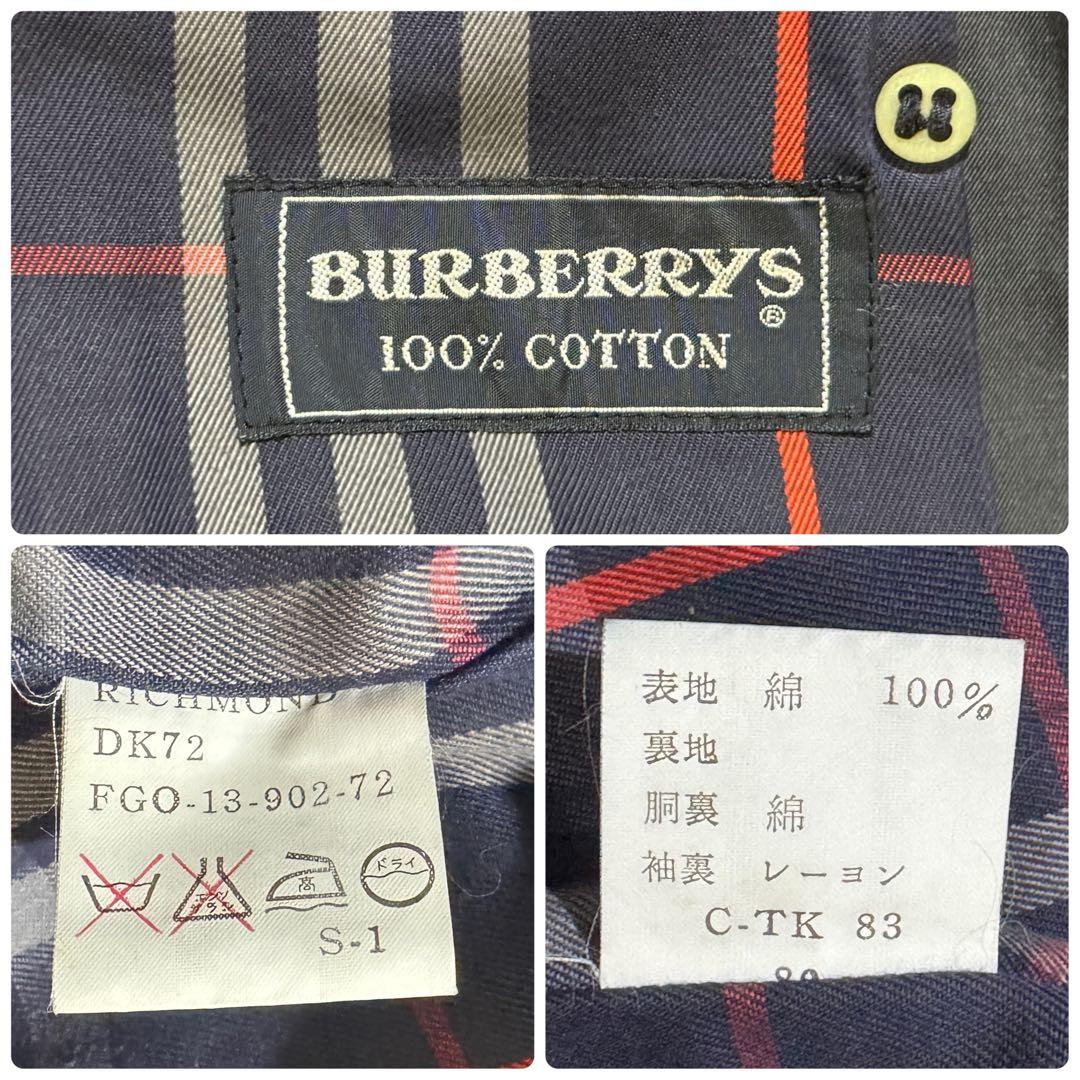 BURBERRYS
®
100% COTTON
RICHMOND
DK72
FGO-13-902-72
高
ドライ
S-1
表地 綿 100%
裏地
胴裏 綿
袖裏 レーヨン
C-TK 83